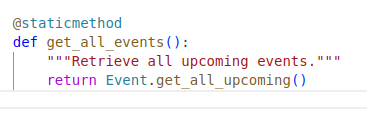 @staticmethod
def get_all_events():
    """Retrieve all upcoming events."""
    return Event.get_all_upcoming()